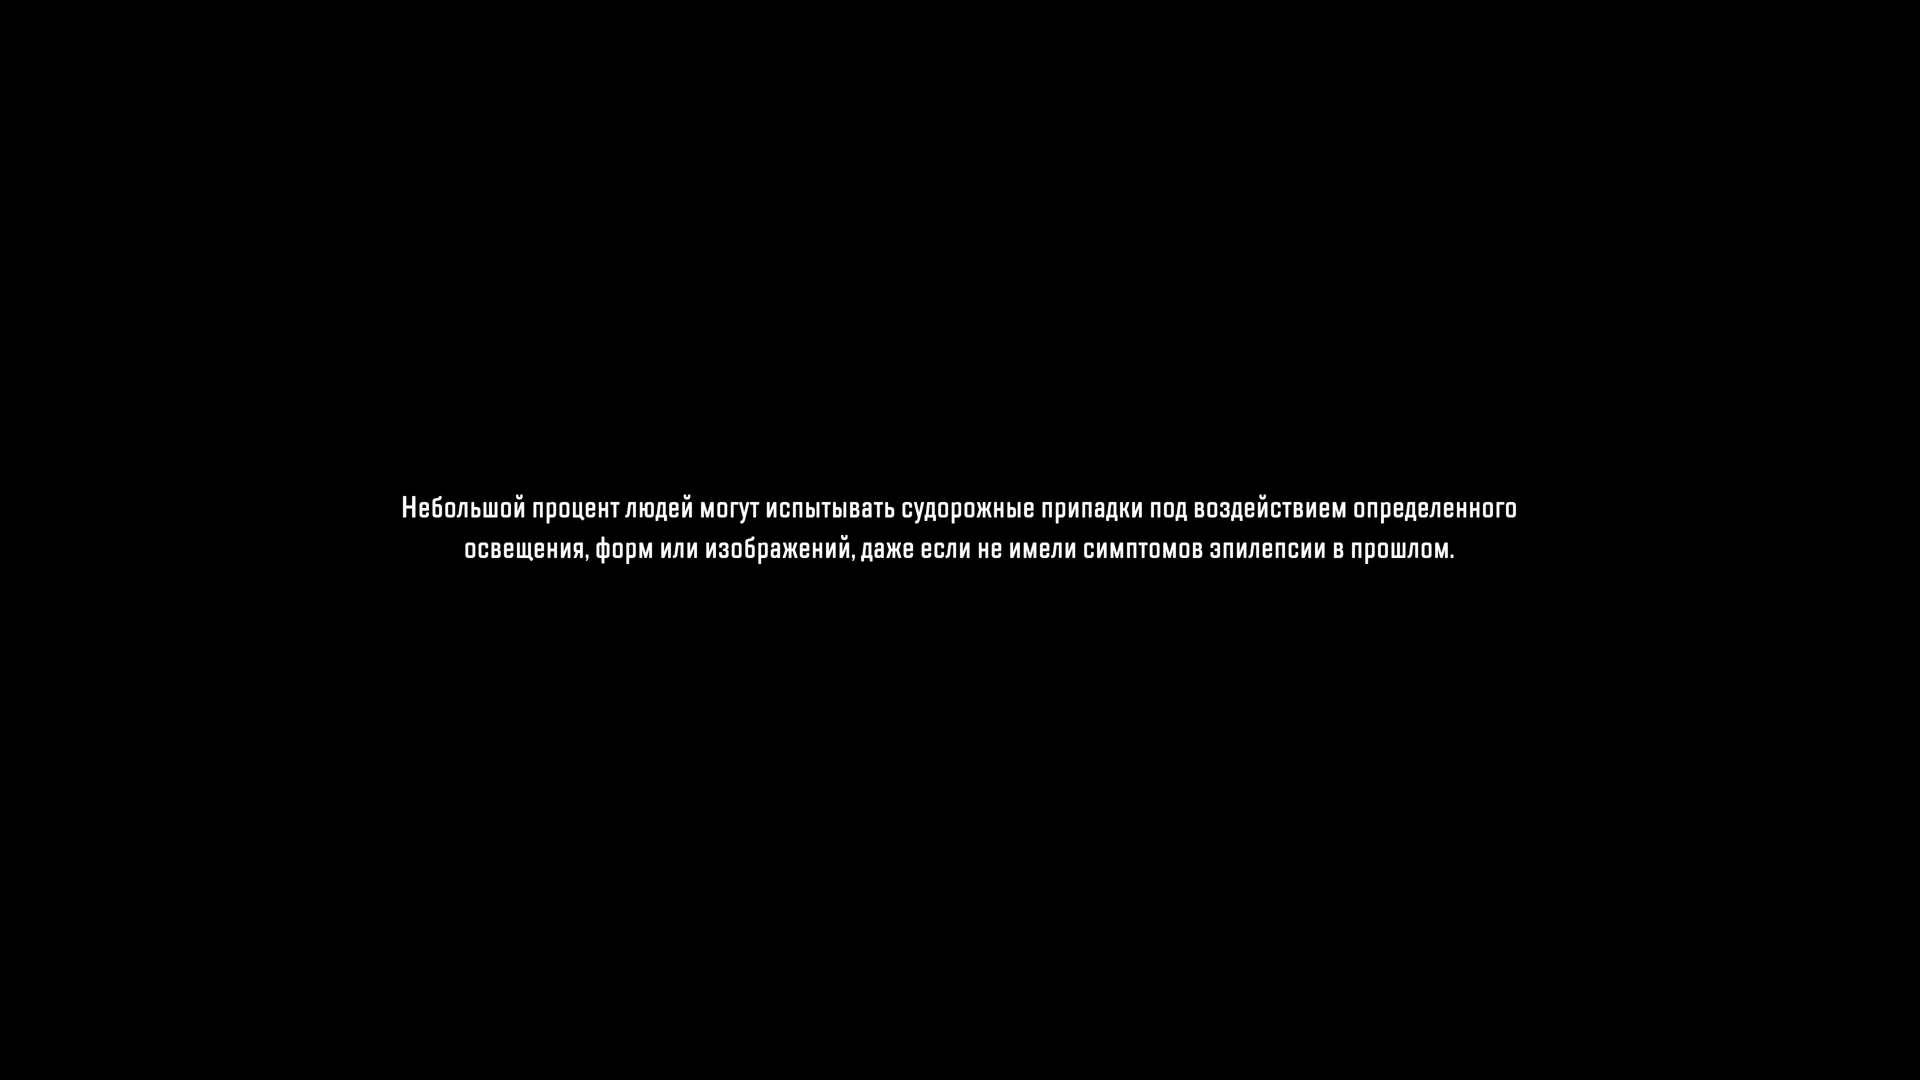 Небольшой процент людей могут испытывать судорожные припадки под воздействием определенного
освещения, форм или изображений, даже если не имели симптомов эпилепсии в прошлом.